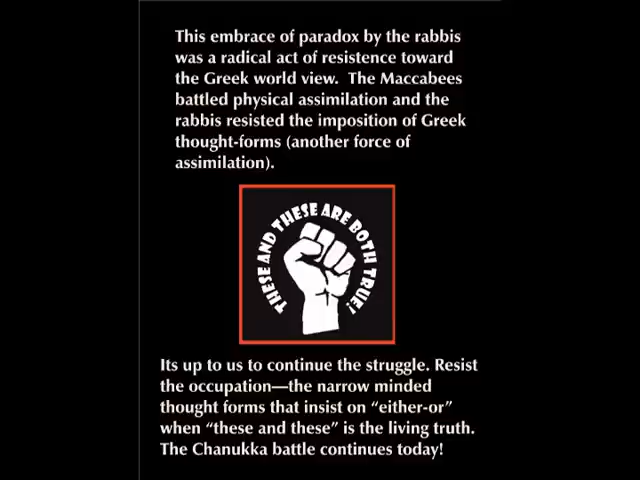 This embrace of paradox by the rabbis
was a radical act of resistence toward
the Greek world view. The Maccabees
battled physical assimilation and the
rabbis resisted the imposition of Greek
thought-forms (another force of
assimilation).
THESE AND THESE ARE BOTH TRUE!
Its up to us to continue the struggle. Resist
the occupation—the narrow minded
thought forms that insist on “either-or”
when “these and these” is the living truth.
The Chanukka battle continues today!